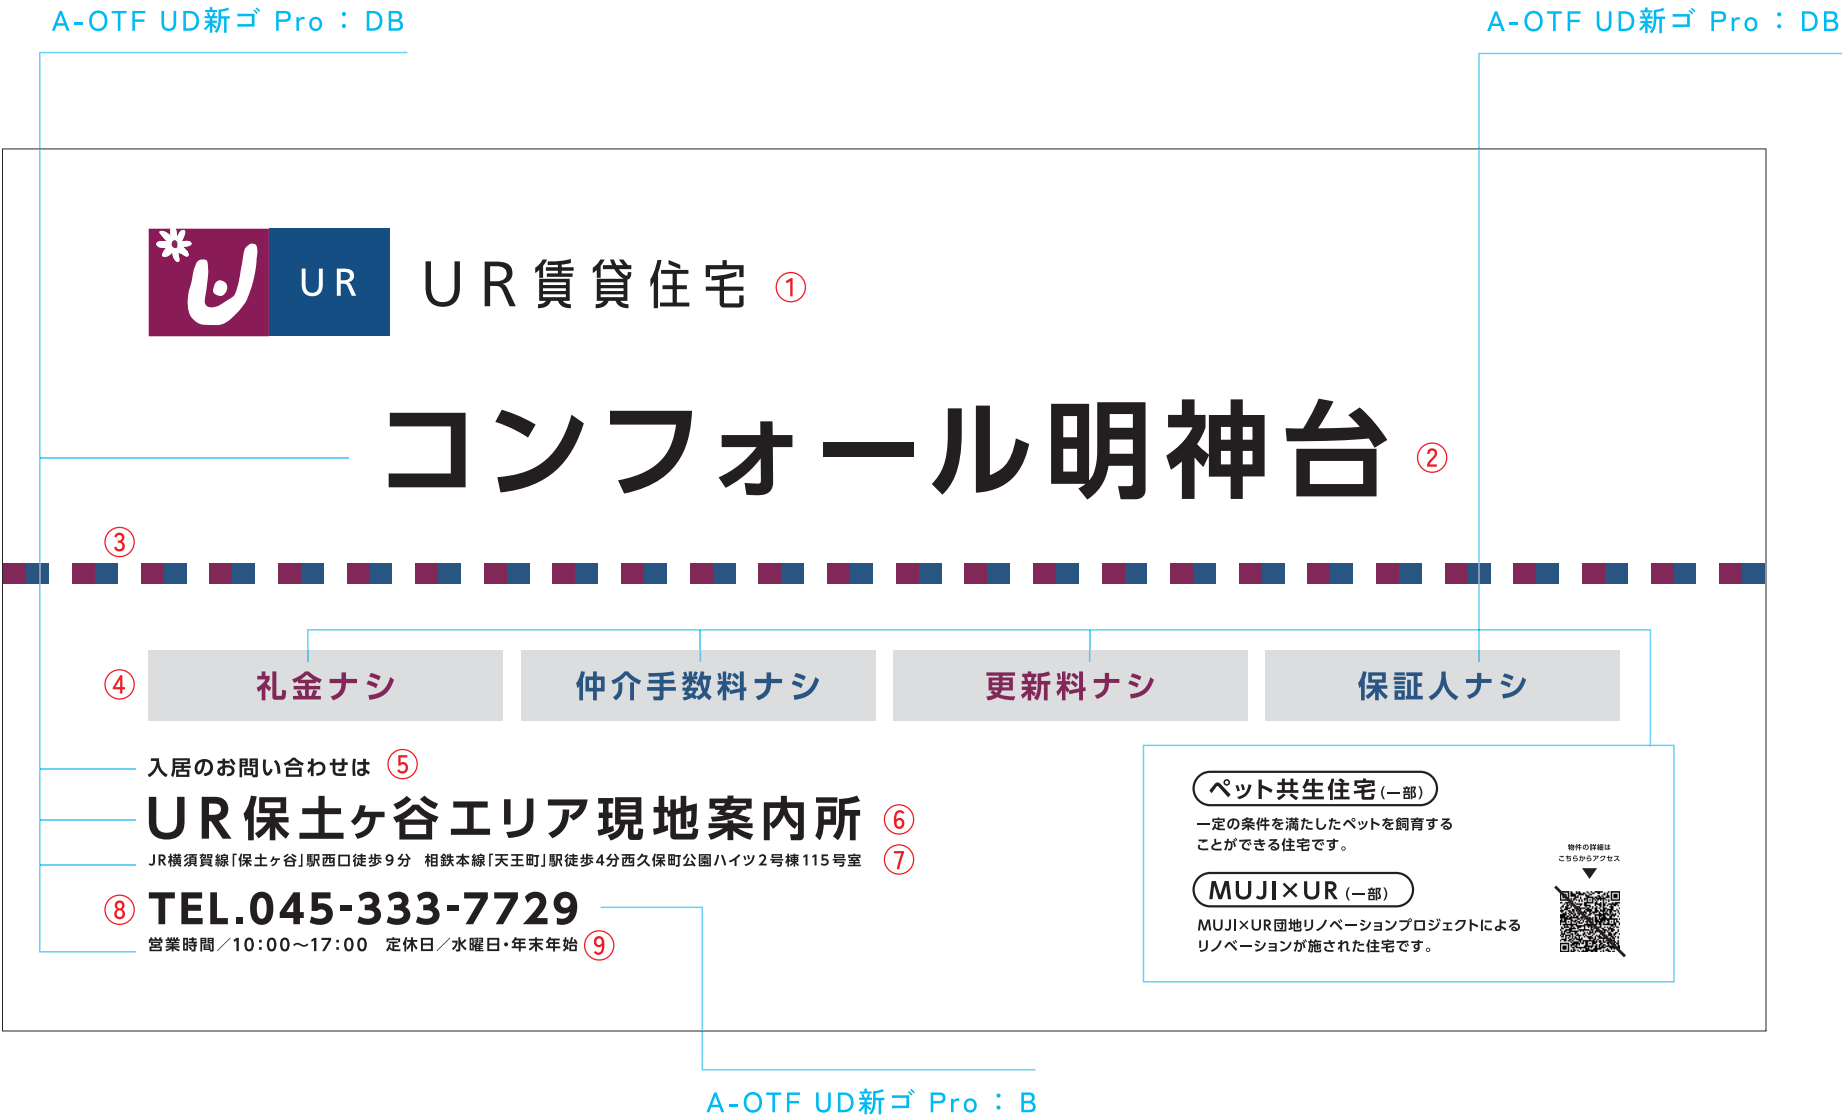 A-OTF UD新ゴ Pro : DB
A-OTF UD新ゴ Pro : DB
UR UR賃貸住宅 ①
コンフォール明神台 ②
③
④ 礼金ナシ 仲介手数料ナシ 更新料ナシ 保証人ナシ
入居のお問い合わせは ⑤
UR保土ヶ谷エリア現地案内所 ⑥
JR横須賀線「保土ヶ谷」駅西口徒歩9分 相鉄本線「天王町」駅徒歩4分西久保町公園ハイツ2号棟115号室 ⑦
⑧ TEL.045-333-7729
営業時間／10：00〜17：00 定休日／水曜日・年末年始 ⑨
ペット共生住宅(一部)
一定の条件を満たしたペットを飼育する
ことができる住宅です。
MUJI×UR(一部)
MUJI×UR団地リノベーションプロジェクトによる
リノベーションが施された住宅です。
物件の詳細は
こちらからアクセス
▼
A-OTF UD新ゴ Pro : B